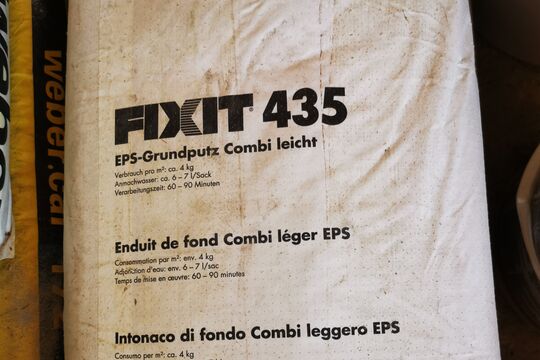 FIXIT® 435
EPS-Grundputz Combi leicht
Verbrauch pro m²: ca. 4 kg
Anmachwasser: ca. 6 – 7 l/Sack
Verarbeitungszeit: 60 – 90 Minuten
Enduit de fond Combi léger EPS
Consommation par m²: env. 4 kg
Adjonction d'eau: env. 6 – 7 l/sac
Temps de mise en œuvre: 60 – 90 minutes
Intonaco di fondo Combi leggero EPS
Consumo per m²: ca. 4 kg
weber.cal